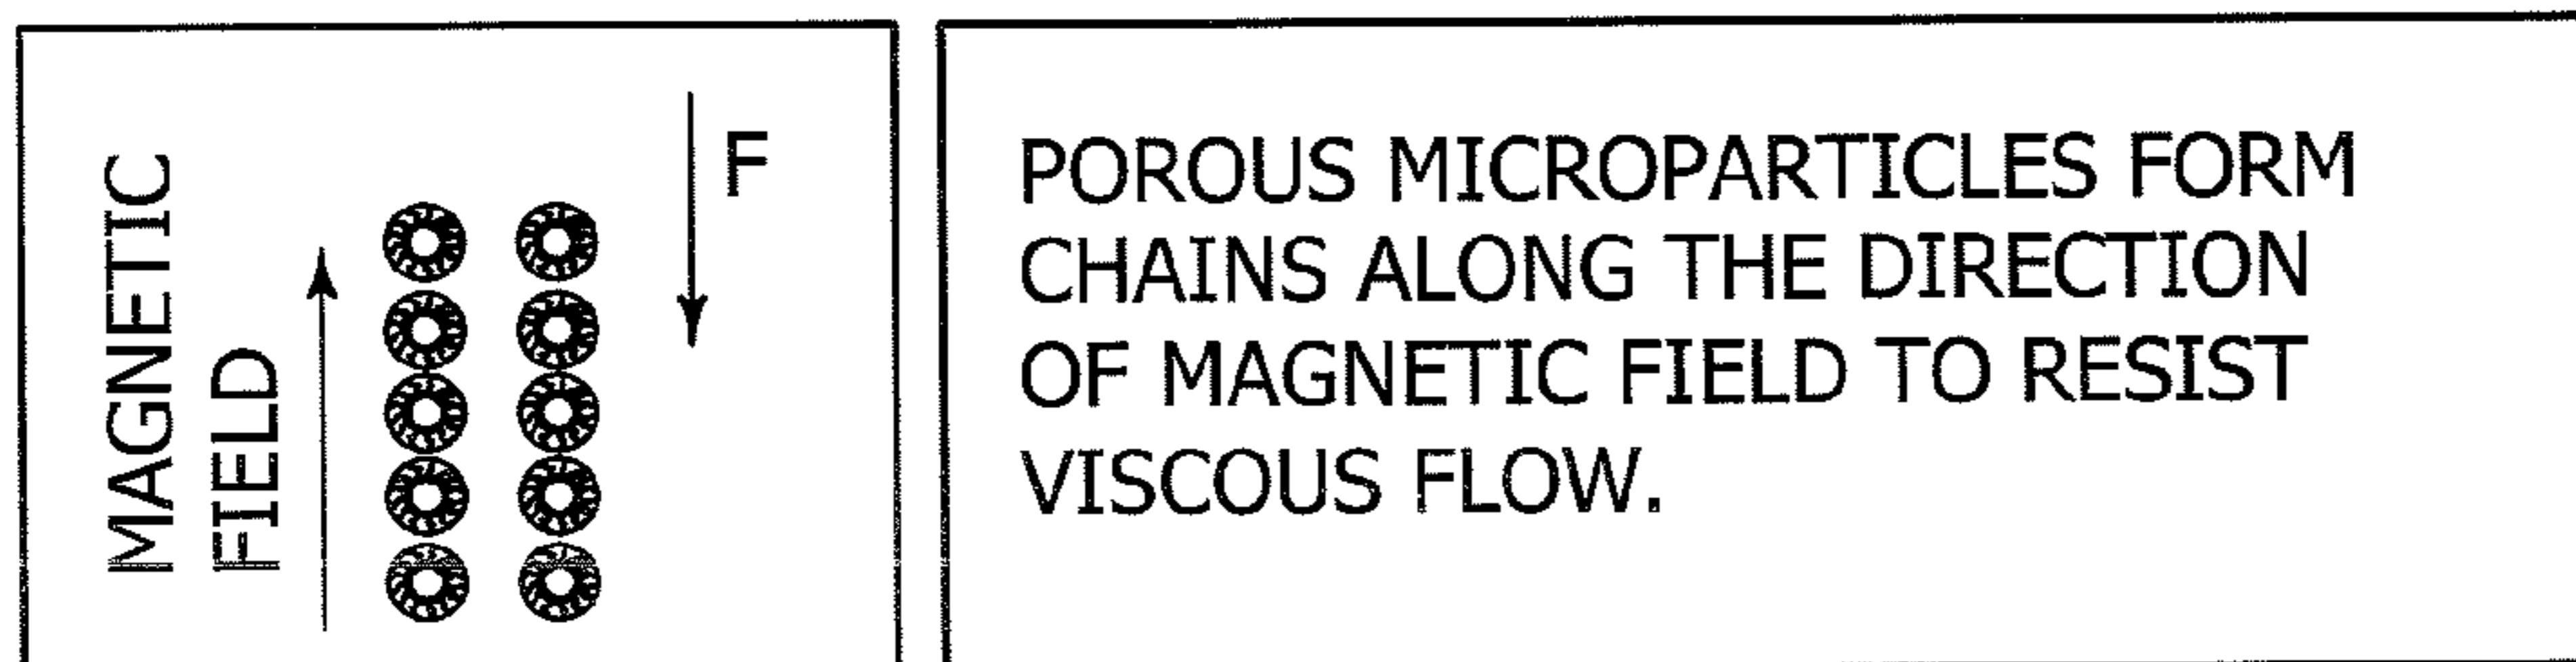 MAGNETIC
FIELD
F
POROUS MICROPARTICLES FORM
CHAINS ALONG THE DIRECTION
OF MAGNETIC FIELD TO RESIST
VISCOUS FLOW.